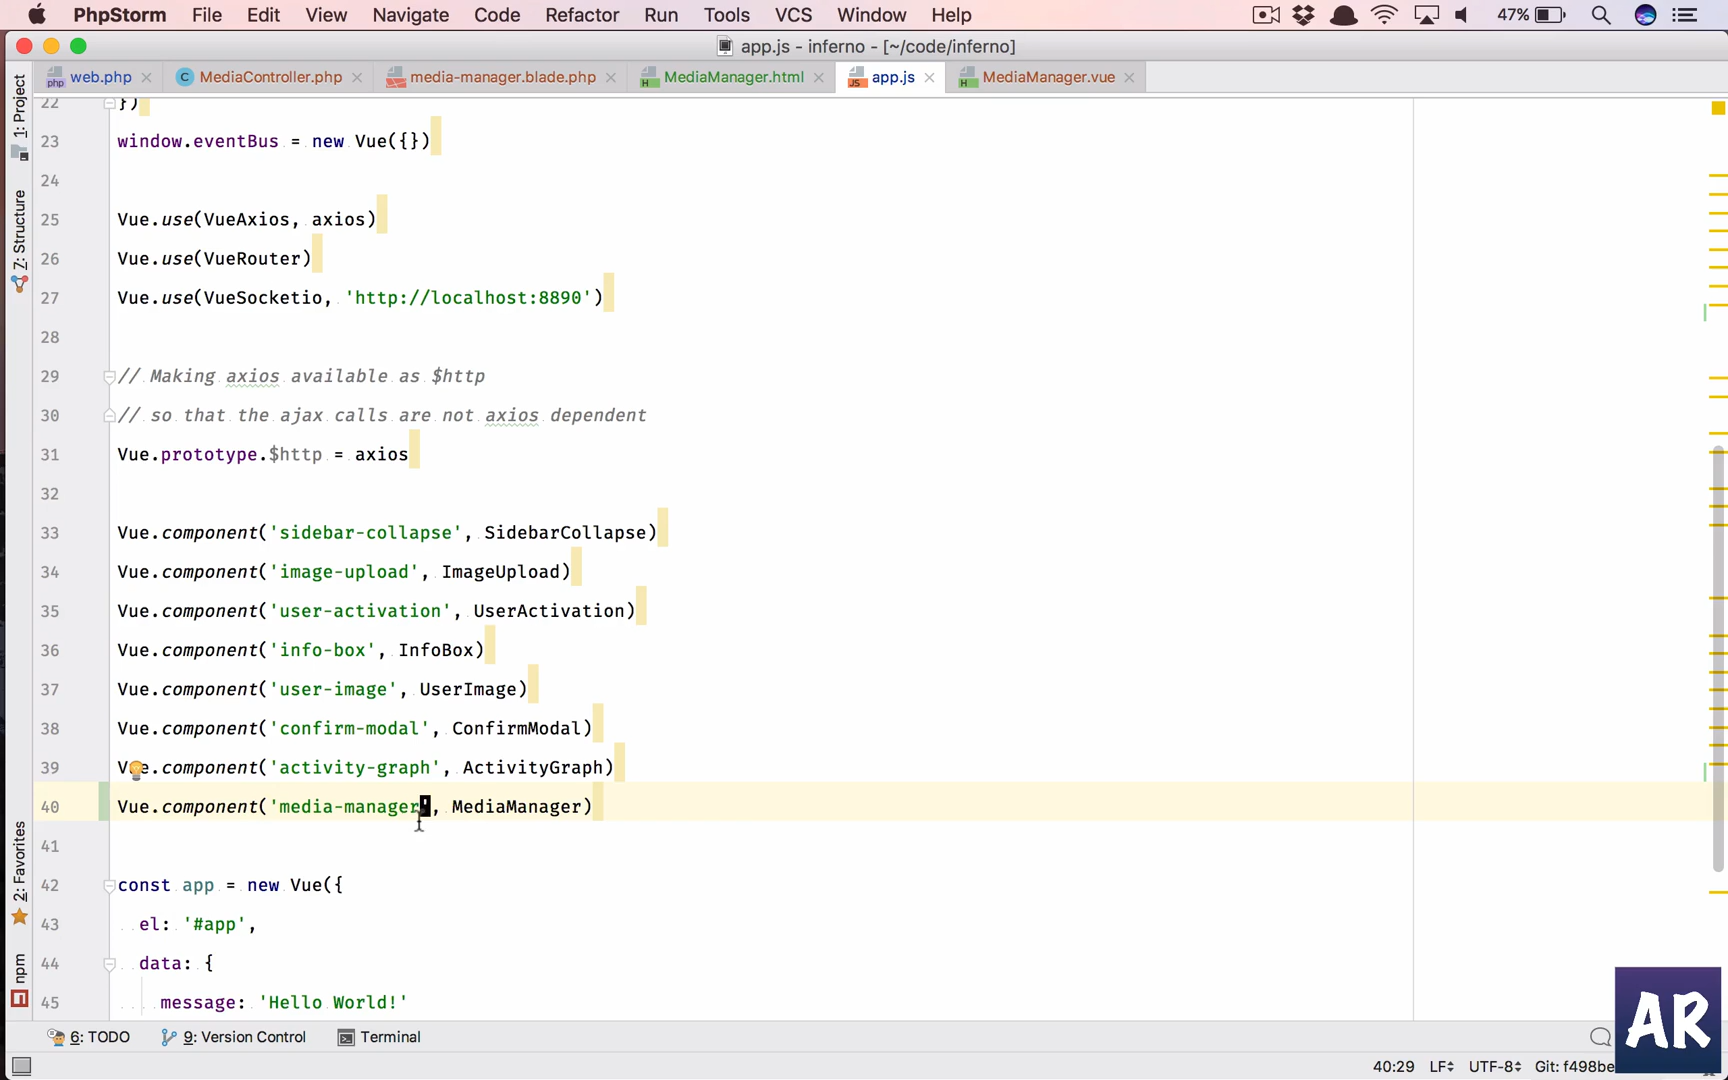 PhpStorm File Edit View Navigate Code Refactor Run Tools VCS Window Help 47%
app.js - inferno - [~/code/inferno]
web.php MediaController.php media-manager.blade.php MediaManager.html app.js MediaManager.vue
1: Project
7: Structure
2: Favorites
npm
22 })
23 window.eventBus = new Vue({})
24
25 Vue.use(VueAxios, axios)
26 Vue.use(VueRouter)
27 Vue.use(VueSocketio, 'http://localhost:8890')
28
29 // Making axios available as $http
30 // so that the ajax calls are not axios dependent
31 Vue.prototype.$http = axios
32
33 Vue.component('sidebar-collapse', SidebarCollapse)
34 Vue.component('image-upload', ImageUpload)
35 Vue.component('user-activation', UserActivation)
36 Vue.component('info-box', InfoBox)
37 Vue.component('user-image', UserImage)
38 Vue.component('confirm-modal', ConfirmModal)
39 Vue.component('activity-graph', ActivityGraph)
40 Vue.component('media-manager', MediaManager)
41
42 const app = new Vue({
43 el: '#app',
44 data: {
45 message: 'Hello World!'
6: TODO 9: Version Control Terminal
40:29 LF UTF-8 Git: f498be
AR